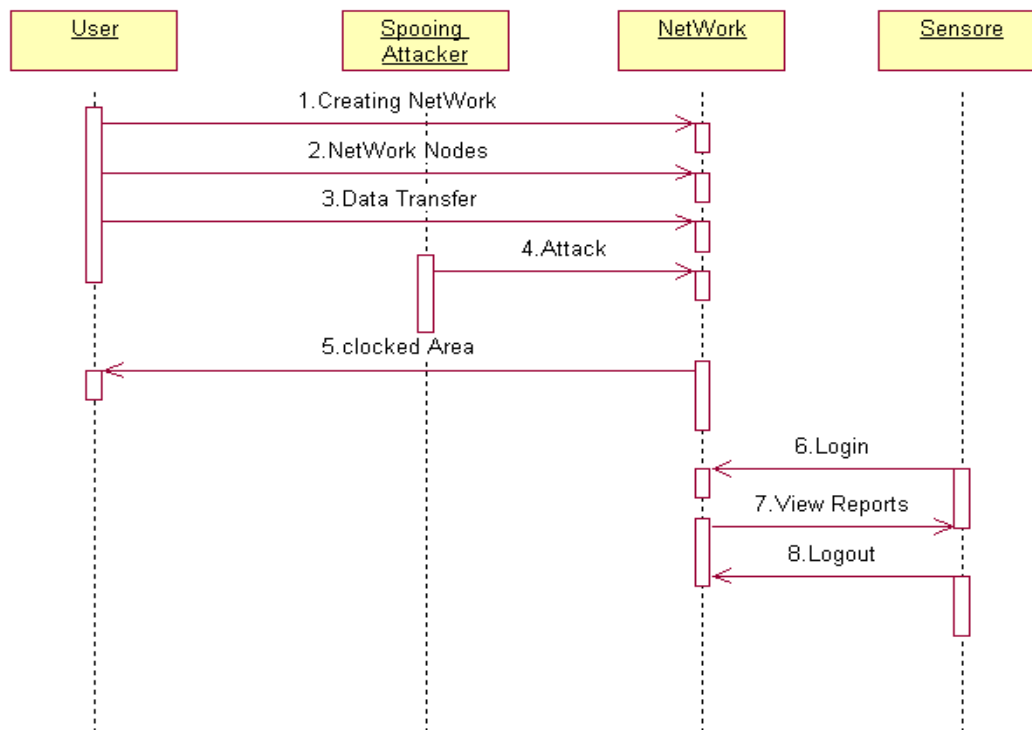 User
Spooing
Attacker
NetWork
Sensore
1.Creating NetWork
2.NetWork Nodes
3.Data Transfer
4.Attack
5.clocked Area
6.Login
7.View Reports
8.Logout